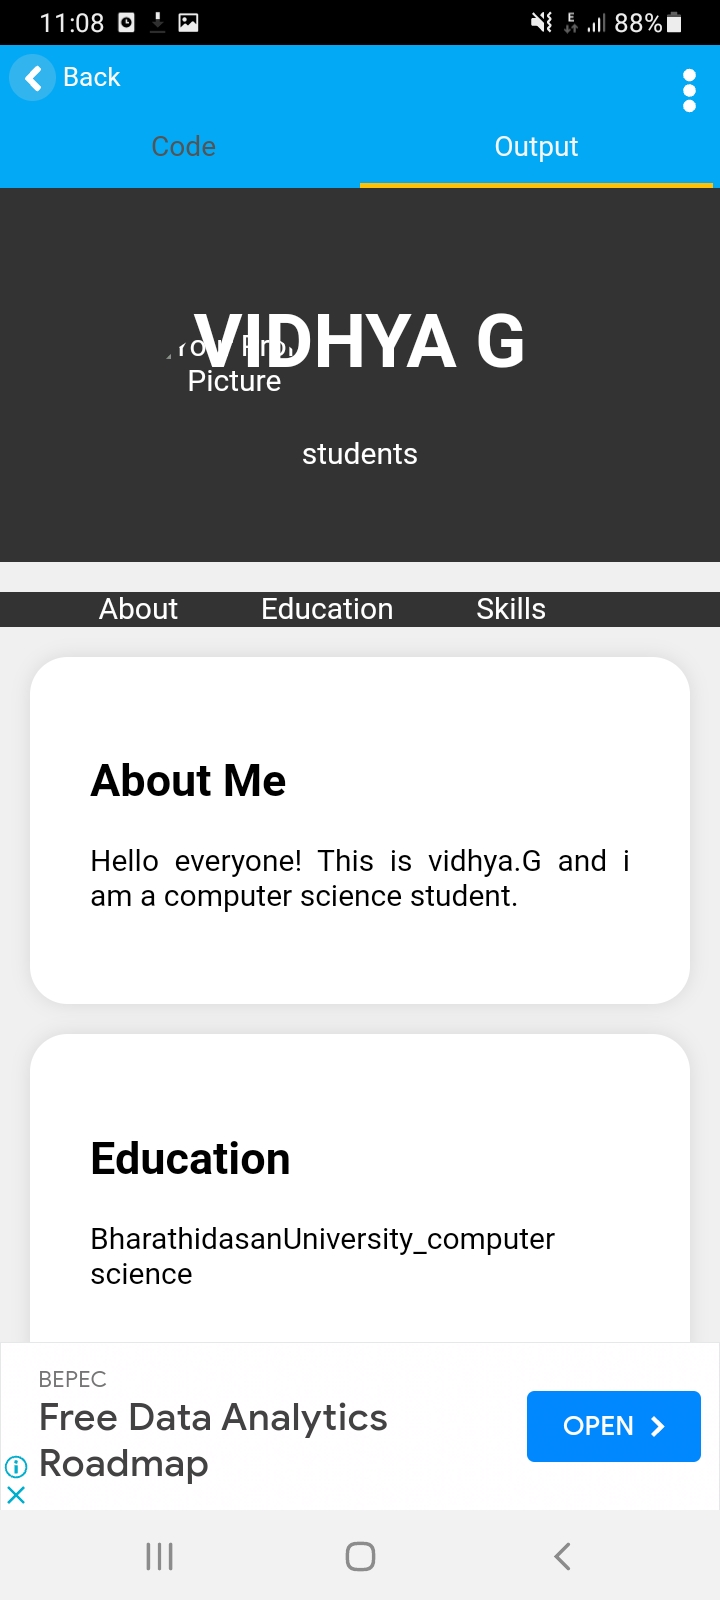 11:08
E
88%
Back
Code
Output
VIDHYA G
Picture
students
About Education Skills
About Me
Hello everyone! This is vidhya.G and i
am a computer science student.
Education
BharathidasanUniversity_computer
science
BEPEC
Free Data Analytics
Roadmap
OPEN